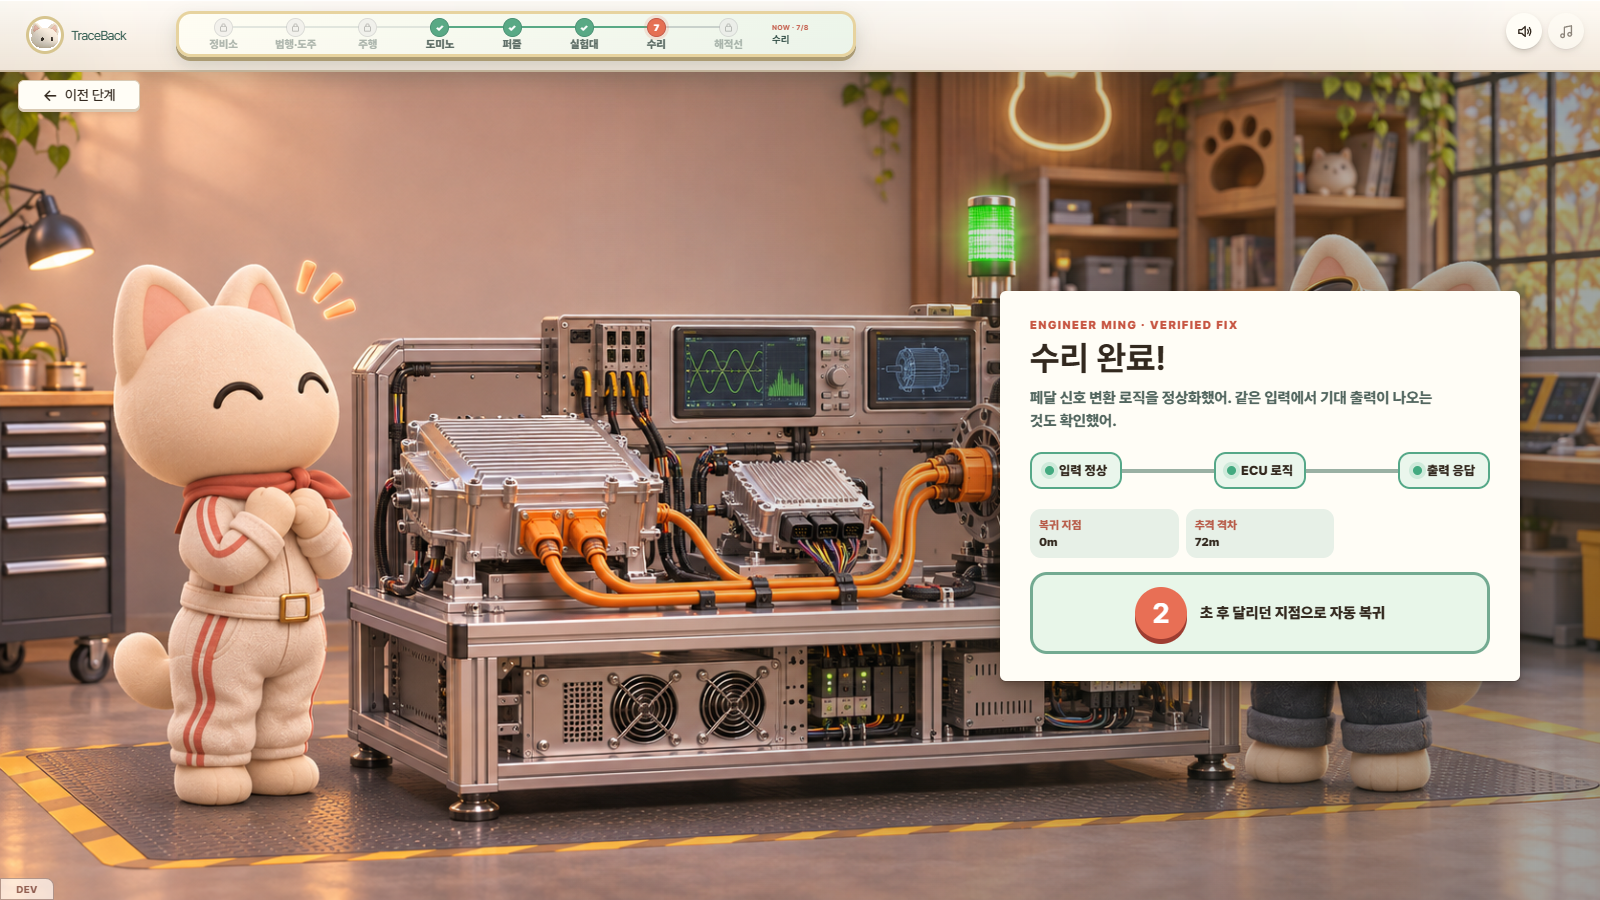 TraceBack
정비소
범행·도주
주행
도미노
퍼즐
실험대
7
수리
해적선
NOW · 7/8
수리
이전 단계
ENGINEER MING · VERIFIED FIX
수리 완료!
페달 신호 변환 로직을 정상화했어. 같은 입력에서 기대 출력이 나오는
것도 확인했어.
입력 정상
ECU 로직
출력 응답
복귀 지점
0m
추격 격차
72m
2
초 후 달리던 지점으로 자동 복귀
DEV